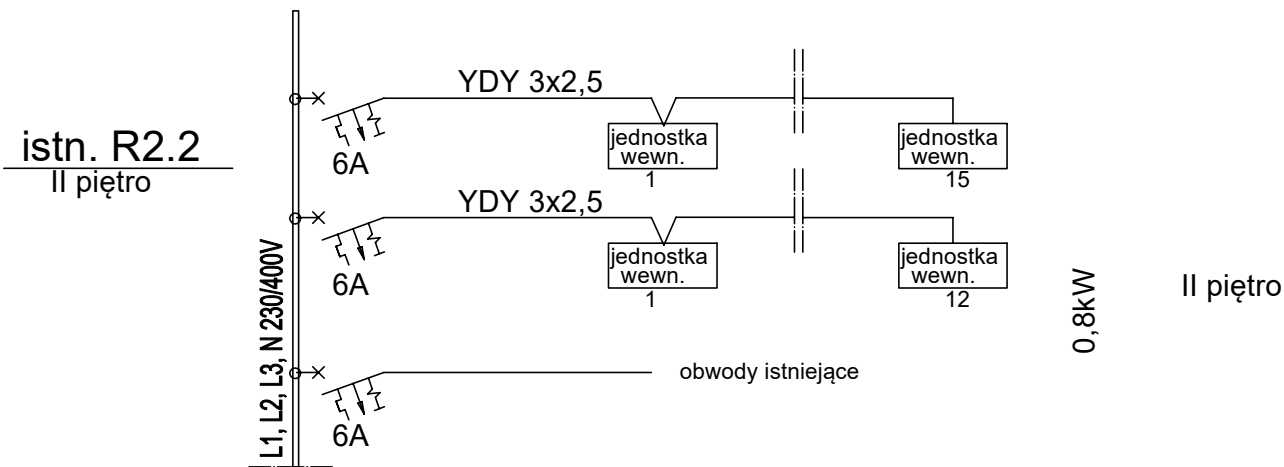 istn. R2.2
II piętro
L1, L2, L3, N 230/400V
YDY 3x2,5
6A
jednostka
wewn.
1
jednostka
wewn.
15
YDY 3x2,5
6A
jednostka
wewn.
1
jednostka
wewn.
12
obwody istniejące
6A
0,8kW
II piętro